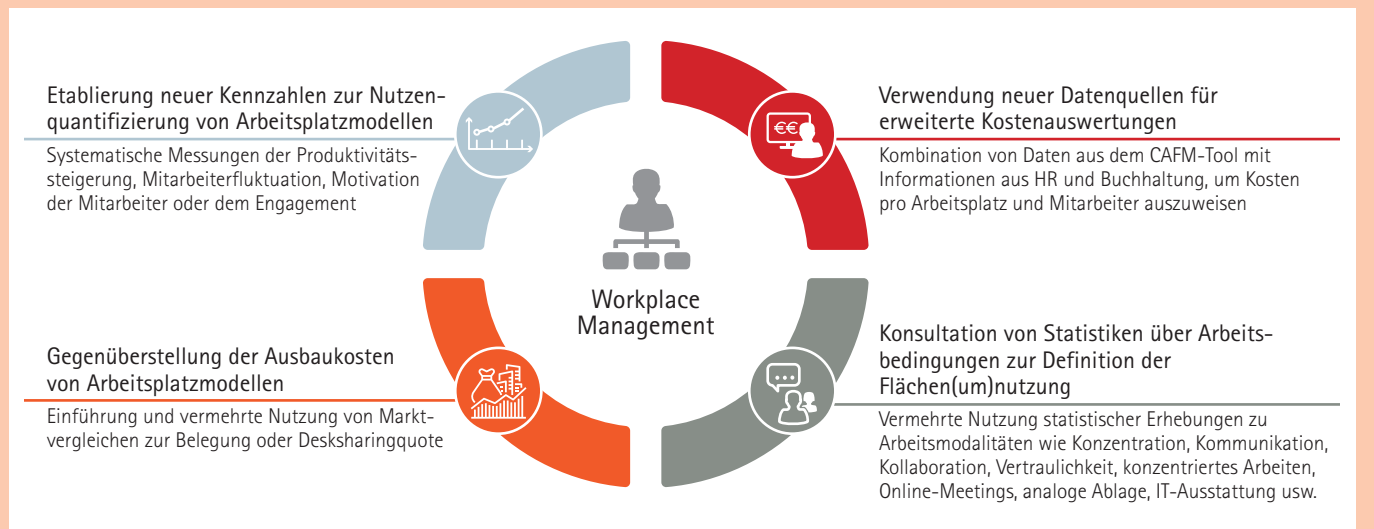 Etablierung neuer Kennzahlen zur Nutzen-
quantifizierung von Arbeitsplatzmodellen
Systematische Messungen der Produktivitäts-
steigerung, Mitarbeiterfluktuation, Motivation
der Mitarbeiter oder dem Engagement
€€
Verwendung neuer Datenquellen für
erweiterte Kostenauswertungen
Kombination von Daten aus dem CAFM-Tool mit
Informationen aus HR und Buchhaltung, um Kosten
pro Arbeitsplatz und Mitarbeiter auszuweisen
Workplace
Management
Gegenüberstellung der Ausbaukosten
von Arbeitsplatzmodellen
Einführung und vermehrte Nutzung von Markt-
vergleichen zur Belegung oder Desksharingquote
Konsultation von Statistiken über Arbeits-
bedingungen zur Definition der
Flächen(um)nutzung
Vermehrte Nutzung statistischer Erhebungen zu
Arbeitsmodalitäten wie Konzentration, Kommunikation,
Kollaboration, Vertraulichkeit, konzentriertes Arbeiten,
Online-Meetings, analoge Ablage, IT-Ausstattung usw.